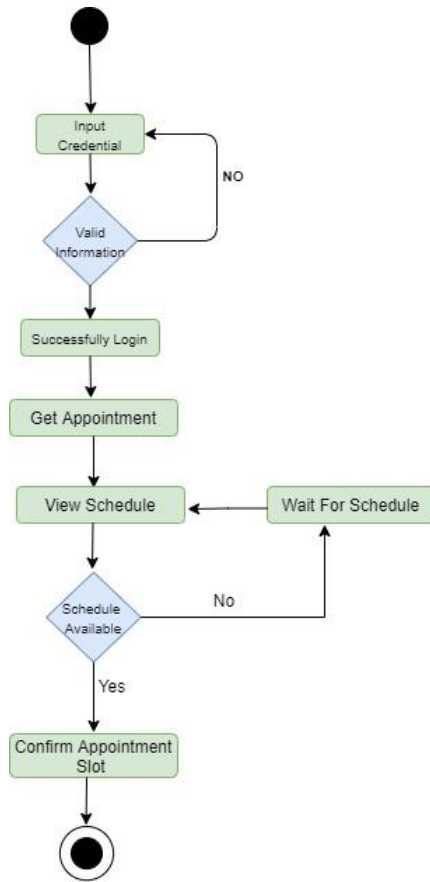 Input
Credential
NO
Valid
Information
Successfully Login
Get Appointment
View Schedule
Wait For Schedule
Schedule
Available
No
Yes
Confirm Appointment
Slot